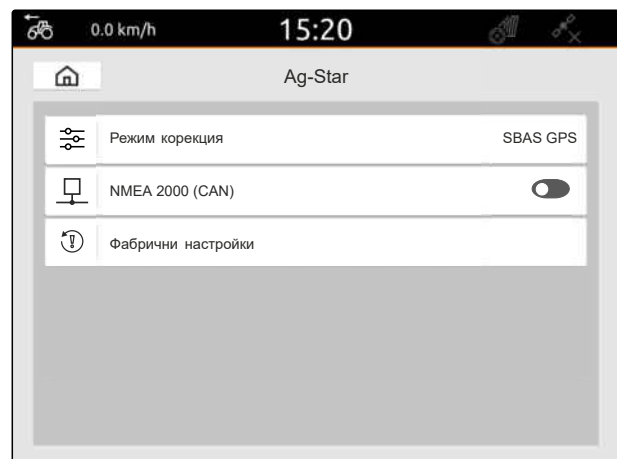 0.0 km/h 15:20
Ag-Star
Режим корекция SBAS GPS
NMEA 2000 (CAN)
Фабрични настройки